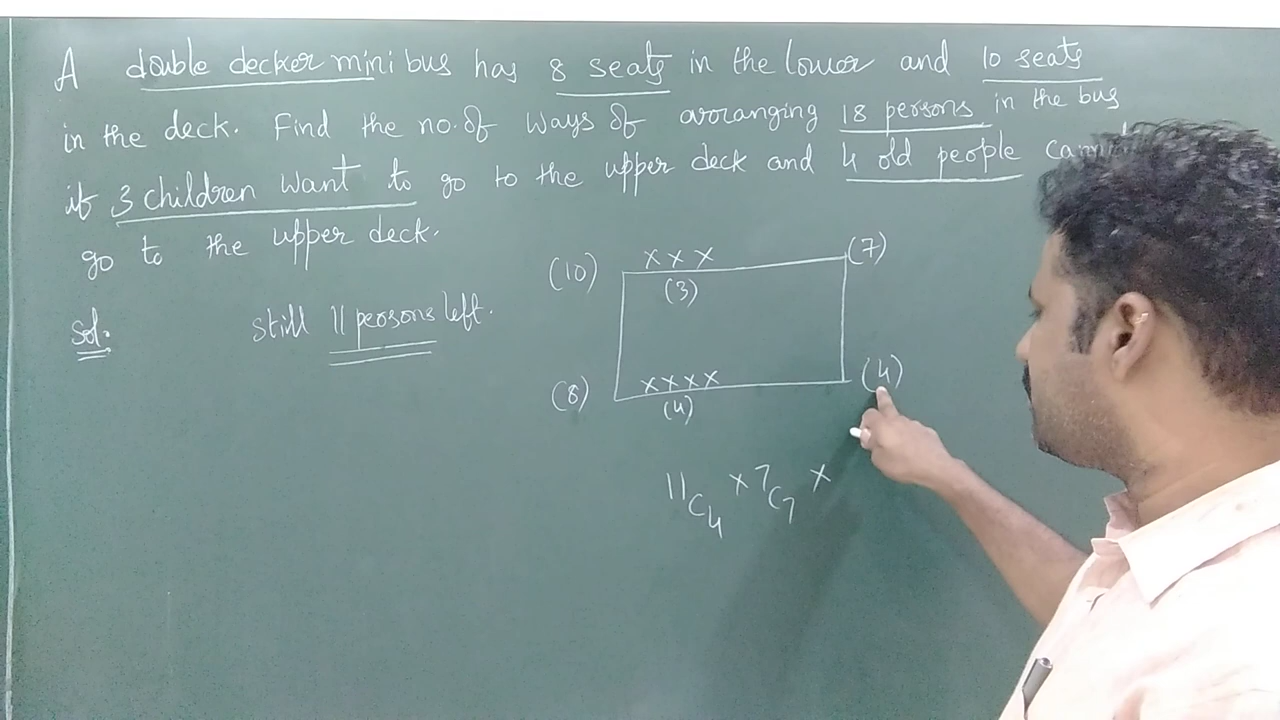 A double decker mini bus has 8 seats in the lower and 10 seats
in the deck. Find the no. of ways of arranging 18 persons in the bus
if 3 children want to go to the upper deck and 4 old people
go to the upper deck.
Sol. still 11 persons left.
(10) x x x (7)
(3)
(8) x x x x (4)
(4)
11C4 x 7C7 x